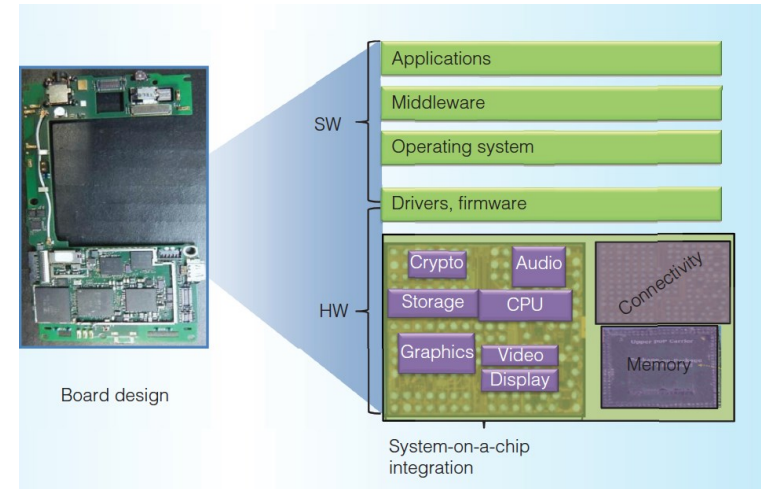 Applications
Middleware
SW
Operating system
Drivers, firmware
Crypto
Audio
Connectivity
Storage
CPU
HW
Graphics
Video
Memory
Display
Board design
System-on-a-chip
integration